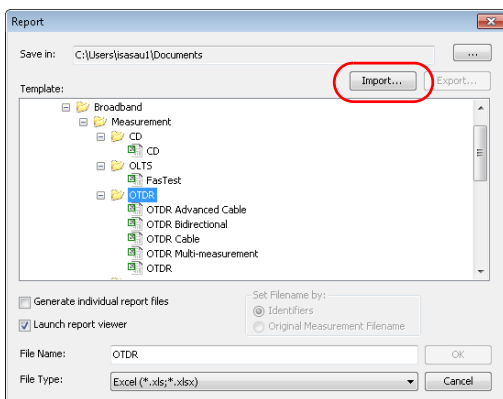 Report
Save in: C:\Users\isasau1\Documents ...
Import... Export...
Template:
Broadband
Measurement
CD
CD
OLTS
FasTest
OTDR
OTDR Advanced Cable
OTDR Bidirectional
OTDR Cable
OTDR Multi-measurement
OTDR
Generate individual report files
Launch report viewer
Set Filename by:
Identifiers
Original Measurement Filename
File Name: OTDR OK
File Type: Excel (*.xls;*.xlsx) Cancel